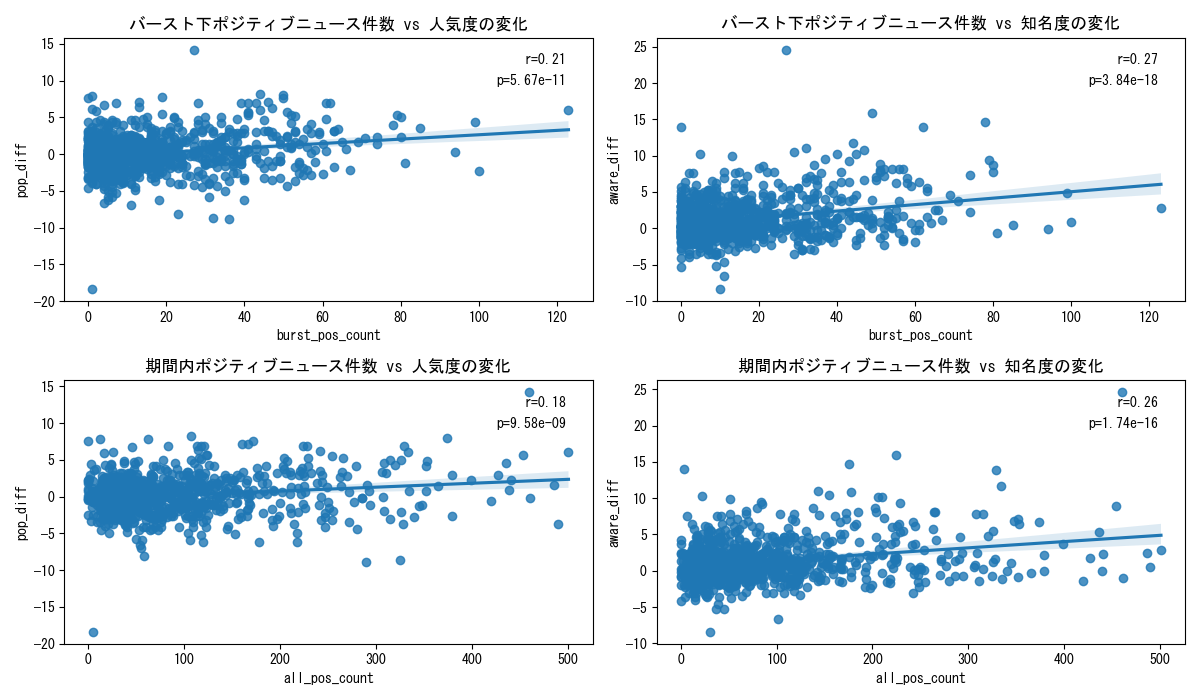 バースト下ポジティブニュース件数 vs 人気度の変化
r=0.21
p=5.67e-11
pop_diff
15
10
5
0
−5
−10
−15
−20
0 20 40 60 80 100 120
burst_pos_count
バースト下ポジティブニュース件数 vs 知名度の変化
r=0.27
p=3.84e-18
aware_diff
25
20
15
10
5
0
−5
−10
0 20 40 60 80 100 120
burst_pos_count
期間内ポジティブニュース件数 vs 人気度の変化
r=0.18
p=9.58e-09
pop_diff
15
10
5
0
−5
−10
−15
−20
0 100 200 300 400 500
all_pos_count
期間内ポジティブニュース件数 vs 知名度の変化
r=0.26
p=1.74e-16
aware_diff
25
20
15
10
5
0
−5
−10
0 100 200 300 400 500
all_pos_count